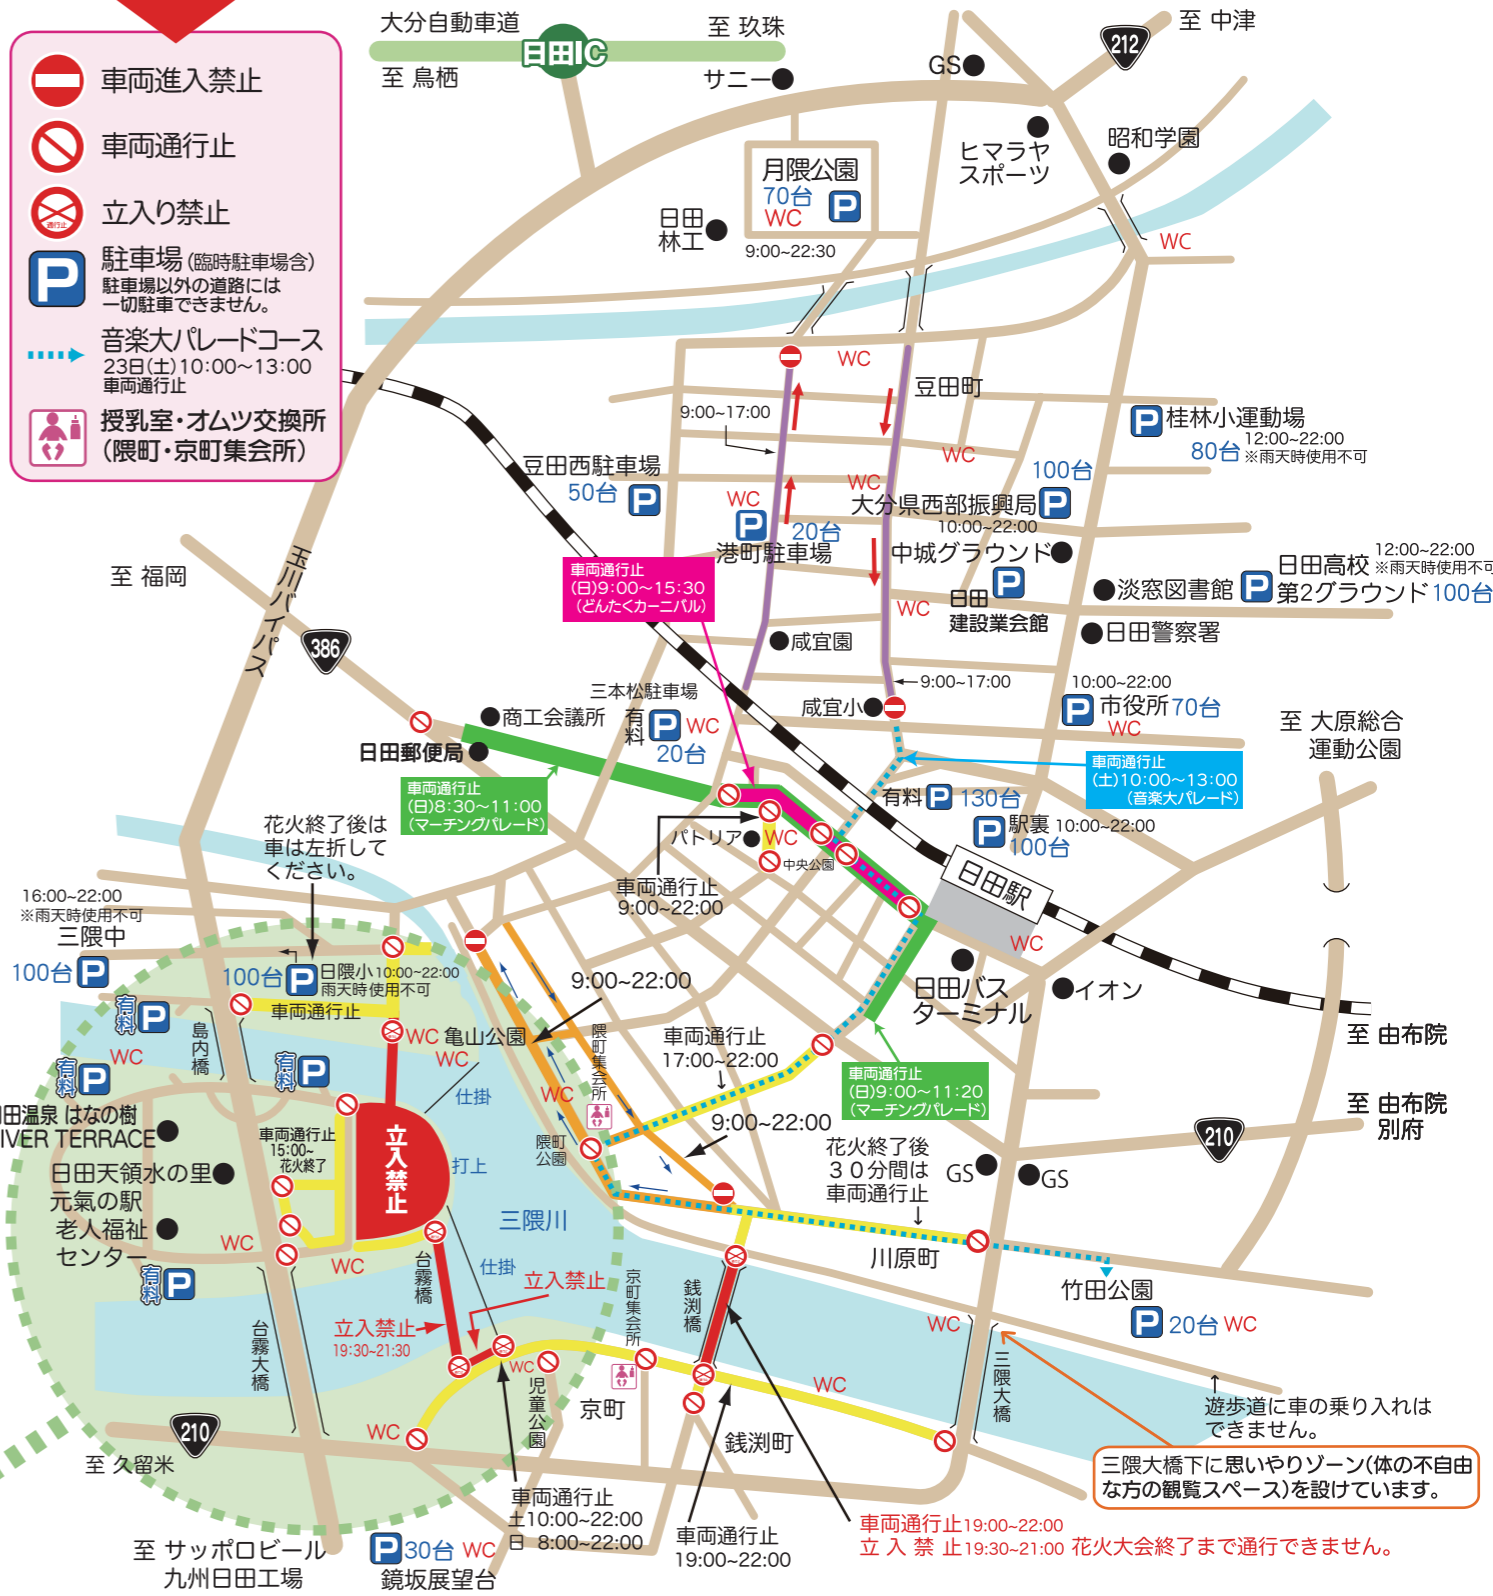 車両進入禁止
車両通行止
立入り禁止
通行止
P
駐車場(臨時駐車場含)
駐車場以外の道路には
一切駐車できません。
音楽大パレードコース
23日(土)10:00〜13:00
車両通行止
授乳室・オムツ交換所
(隈町・京町集会所)
大分自動車道
至 玖珠
日田IC
至 鳥栖
サニー
GS
212
至 中津
ヒマラヤ
スポーツ
昭和学園
月隈公園
70台
P
WC
9:00~22:30
日田
林工
WC
WC
豆田町
9:00~17:00
P
桂林小運動場
80台
12:00~22:00
※雨天時使用不可
豆田西駐車場
50台
P
WC
WC
WC
P
20台
港町駐車場
100台
大分県西部振興局
P
10:00~22:00
中城グラウンド
P
日田
建設業会館
WC
淡窓図書館
P
日田高校
12:00~22:00
※雨天時使用不可
第2グラウンド 100台
日田警察署
至 福岡
玉川バイパス
386
車両通行止
(日)9:00〜15:30
(どんたくカーニバル)
咸宜園
9:00~17:00
咸宜小
10:00~22:00
P
市役所 70台
WC
至 大原総合
運動公園
三本松駐車場
有料
P
WC
20台
商工会議所
日田郵便局
車両通行止
(日)8:30〜11:00
(マーチングパレード)
車両通行止
(土)10:00〜13:00
(音楽大パレード)
有料
P
130台
P
駅裏 10:00~22:00
100台
パトリア
WC
中央公園
車両通行止
9:00~22:00
日田駅
WC
日田バス
ターミナル
イオン
至 由布院
至 由布院
別府
210
GS
GS
花火終了後は
車は左折して
ください。
16:00~22:00
※雨天時使用不可
三隈中
100台
P
100台
P
日隈小 10:00~22:00
雨天時使用不可
車両通行止
有料
P
WC
有料
P
有料
P
島内橋
WC
亀山公園
WC
9:00~22:00
隈町集会所
車両通行止
17:00~22:00
車両通行止
(日)9:00〜11:20
(マーチングパレード)
9:00~22:00
WC
仕掛
打上
仕掛
隈町
公園
三隈川
立入禁止
車両通行止
15:00~
花火終了
田温泉 はなの樹
IVER TERRACE
日田天領水の里
元氣の駅
老人福祉
センター
WC
WC
有料
P
台霧大橋
台霧橋
立入禁止
19:30~21:30
立入禁止
花火終了後
30分間は
車両通行止
川原町
竹田公園
P
20台 WC
WC
三隈大橋
銭渕橋
京町集会所
WC
児童公園
京町
WC
銭渕町
WC
遊歩道に車の乗り入れは
できません。
三隈大橋下に思いやりゾーン(体の不自由
な方の観覧スペース)を設けています。
210
至 久留米
至 サッポロビール
九州日田工場
P
30台 WC
鏡坂展望台
車両通行止
土10:00~22:00
日 8:00~22:00
車両通行止
19:00~22:00
車両通行止19:00~22:00
立 入 禁 止19:30~21:00 花火大会終了まで通行できません。